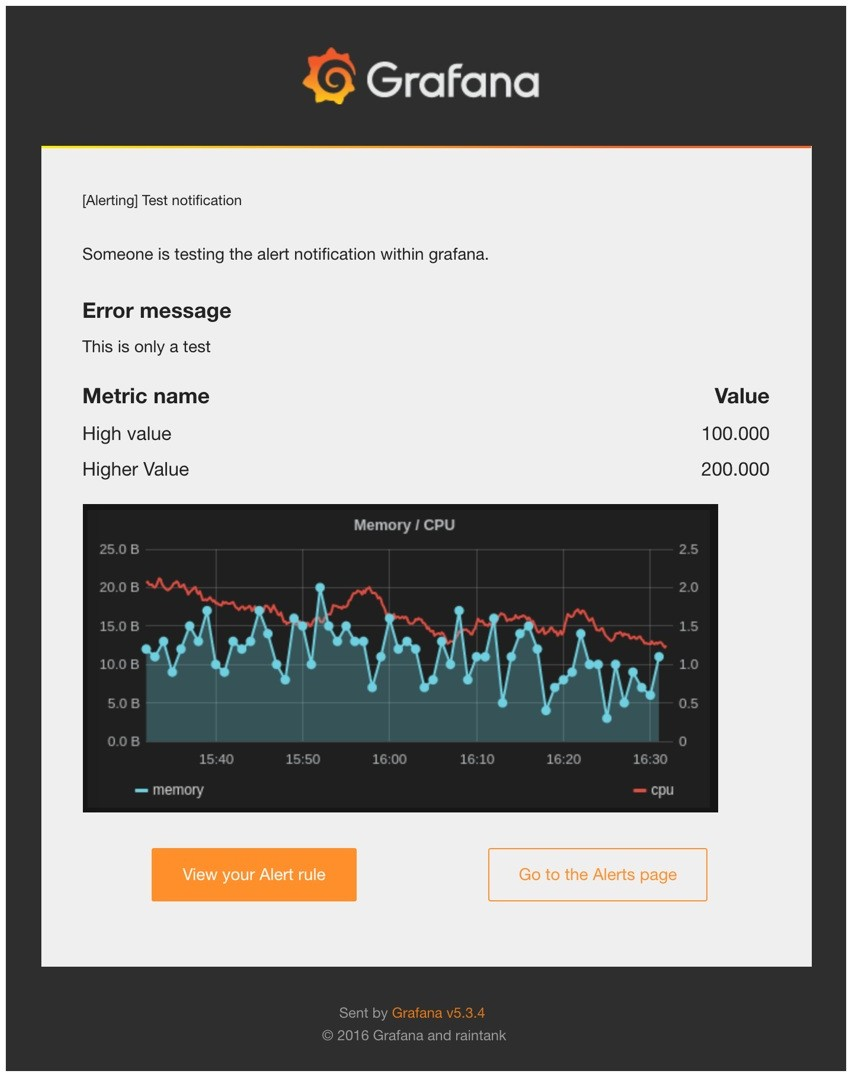 Grafana
[Alerting] Test notification
Someone is testing the alert notification within grafana.
Error message
This is only a test
Metric name Value
High value 100.000
Higher Value 200.000
Memory / CPU
25.0 B 2.5
20.0 B 2.0
15.0 B 1.5
10.0 B 1.0
5.0 B 0.5
0.0 B 0
15:40 15:50 16:00 16:10 16:20 16:30
memory cpu
View your Alert rule Go to the Alerts page
Sent by Grafana v5.3.4
© 2016 Grafana and raintank